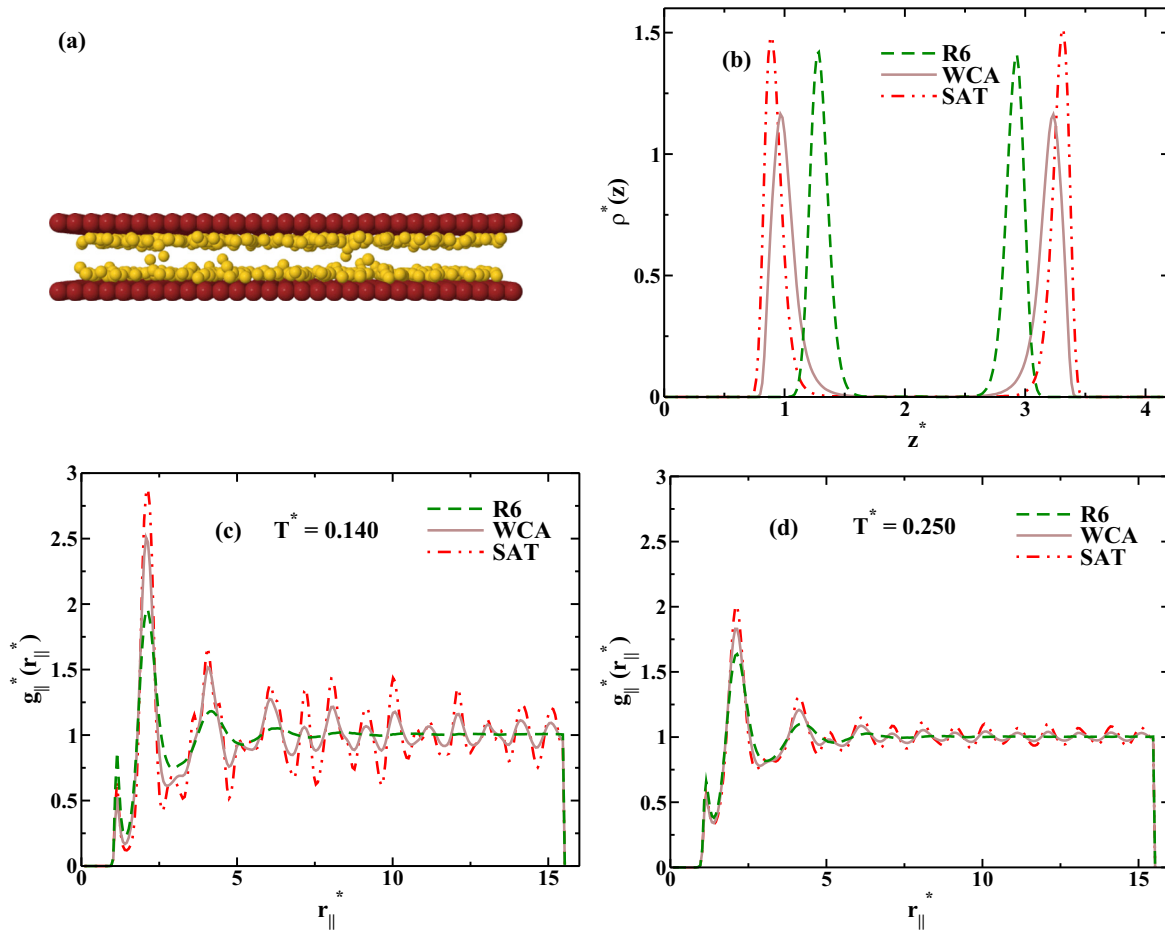 (a)
(b)
R6
WCA
SAT
1.5
1
0.5
0
ρ*(z)
0 1 2 3 4
z*
(c) T* = 0.140
R6
WCA
SAT
3
2.5
2
1.5
1
0.5
0
g||*(r||*)
0 5 10 15
r||*
(d) T* = 0.250
R6
WCA
SAT
3
2.5
2
1.5
1
0.5
0
g||*(r||*)
0 5 10 15
r||*